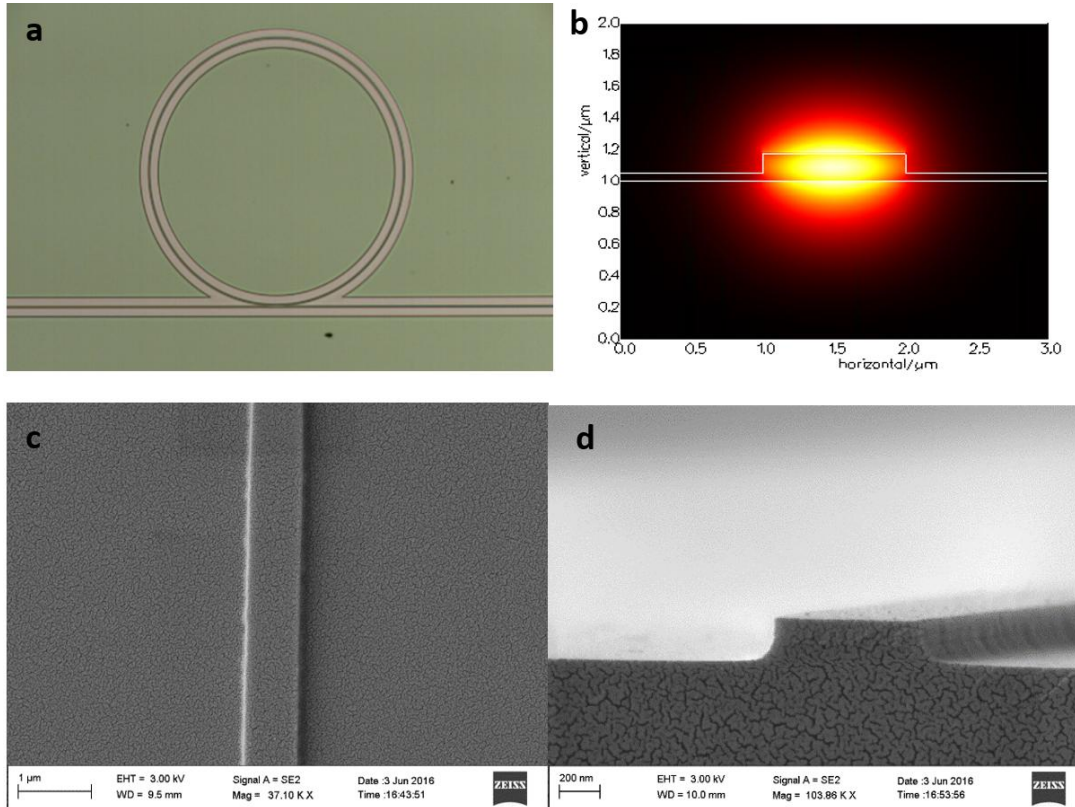 a
b
2.0
1.8
1.6
1.4
1.2
1.0
0.8
0.6
0.4
0.2
0.0
vertical/µm
0.0 1.0 1.5 2.0 2.5 3.0
horizontal/µm
c
d
1 µm
EHT = 3.00 kV
WD = 9.5 mm
Signal A = SE2
Mag = 37.10 K X
Date :3 Jun 2016
Time :16:43:51
ZEISS
200 nm
EHT = 3.00 kV
WD = 10.0 mm
Signal A = SE2
Mag = 103.86 K X
Date :3 Jun 2016
Time :16:53:56
ZEISS